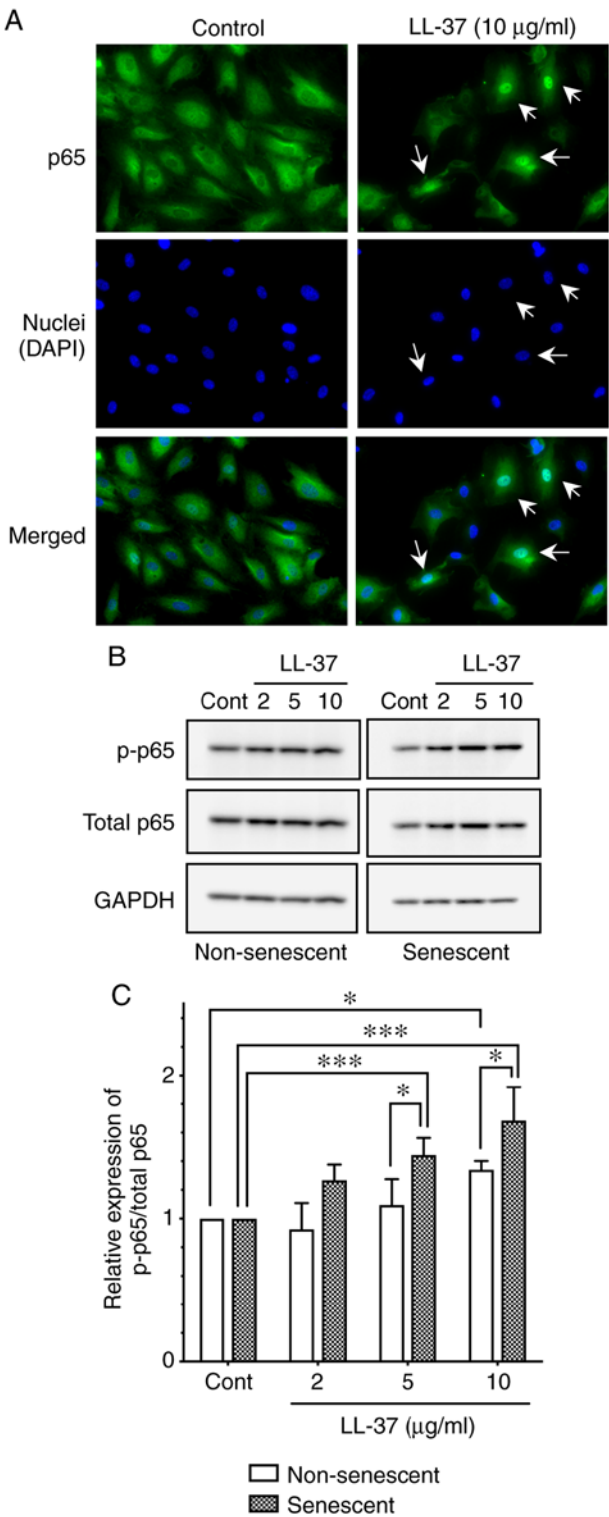 A
Control
LL-37 (10 µg/ml)
p65
Nuclei
(DAPI)
Merged
B
LL-37
LL-37
Cont 2 5 10
Cont 2 5 10
p-p65
Total p65
GAPDH
Non-senescent
Senescent
C
*
***
***
*
*
Relative expression of
p-p65/total p65
2
1
0
Cont
2
5
10
LL-37 (µg/ml)
Non-senescent
Senescent